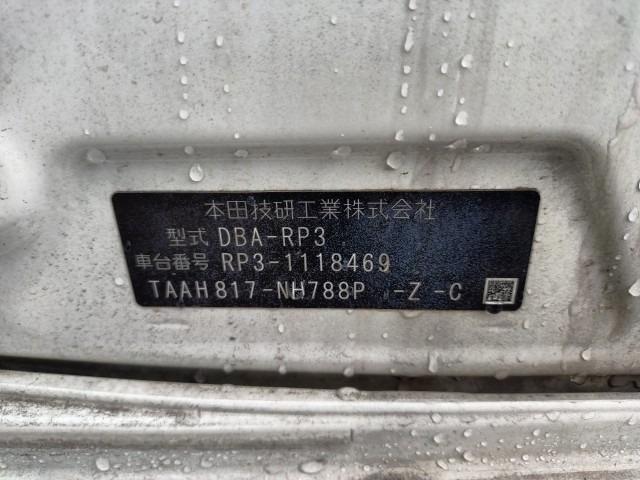 本田技研工業株式会社
型式 DBA-RP3
車台番号 RP3-1118469
TAAH817-NH788P -Z -C